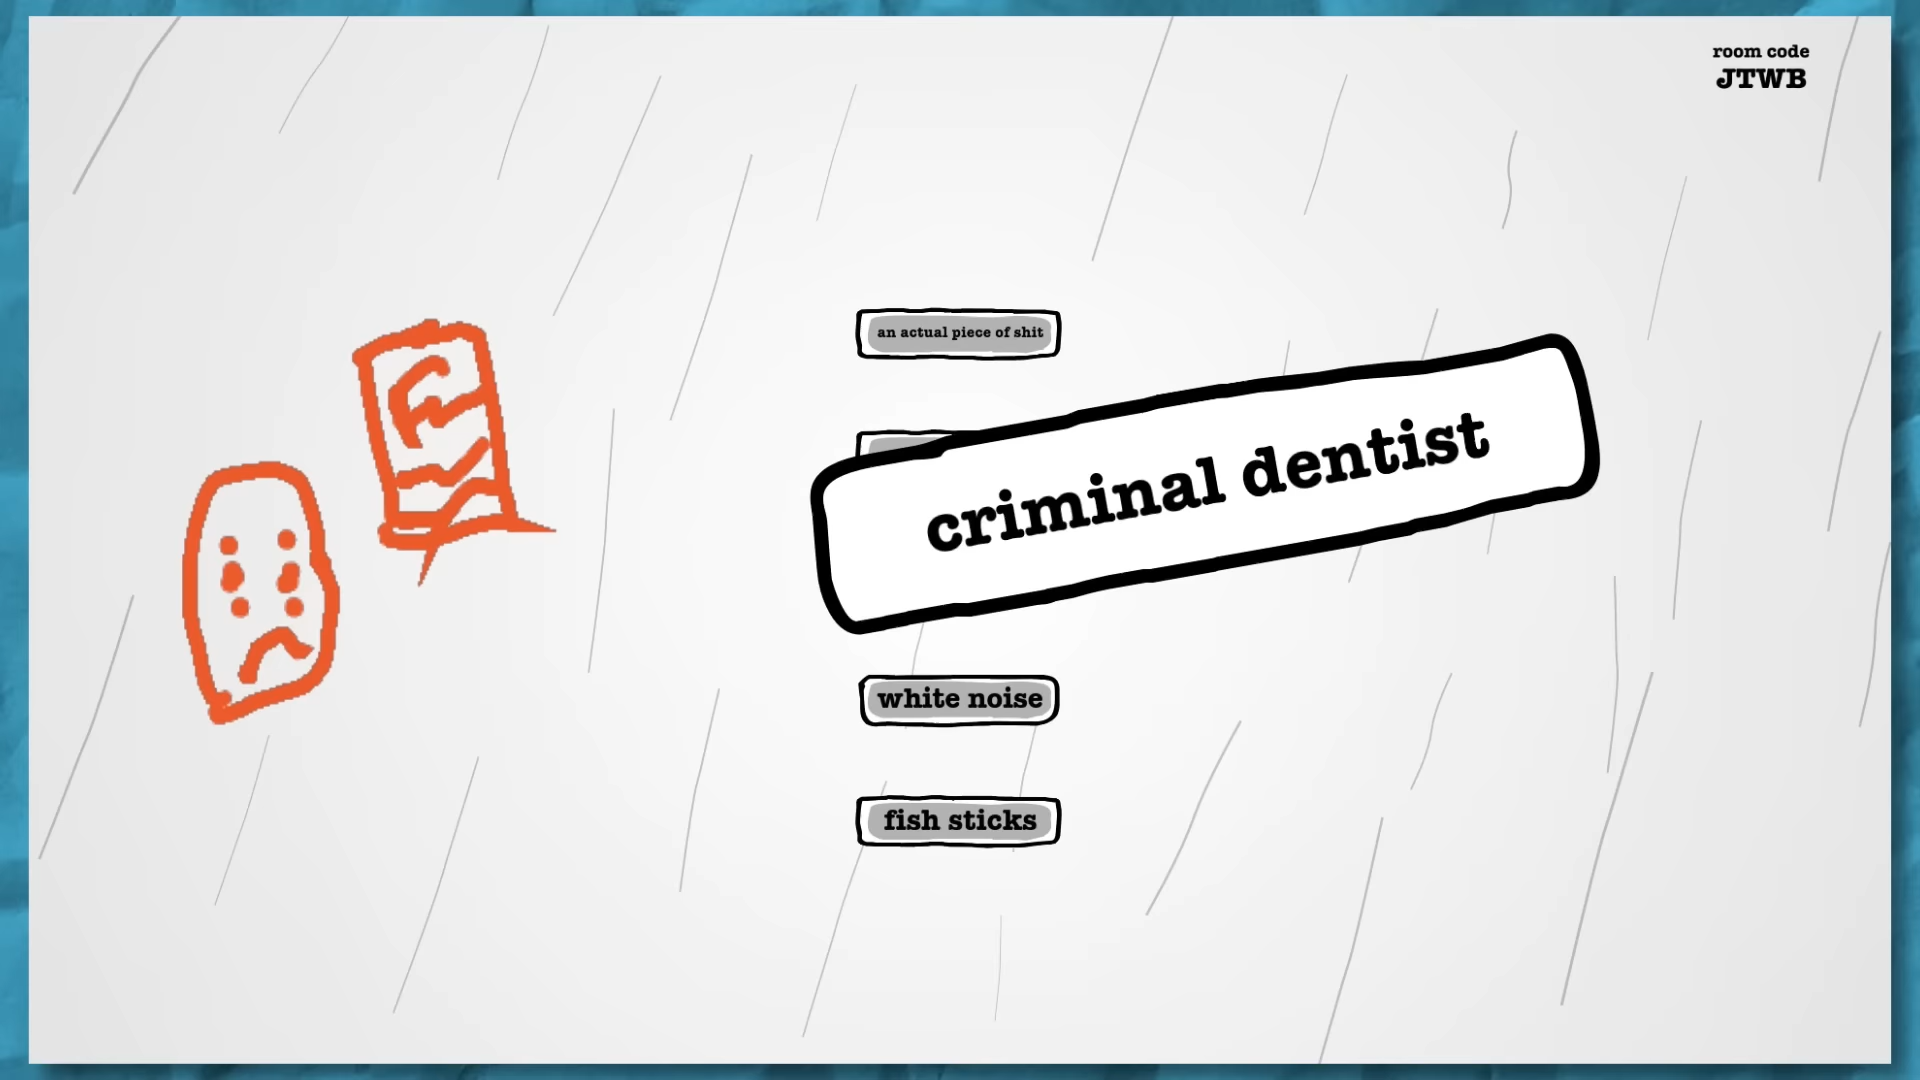 room code
JTWB
an actual piece of shit
criminal dentist
white noise
fish sticks